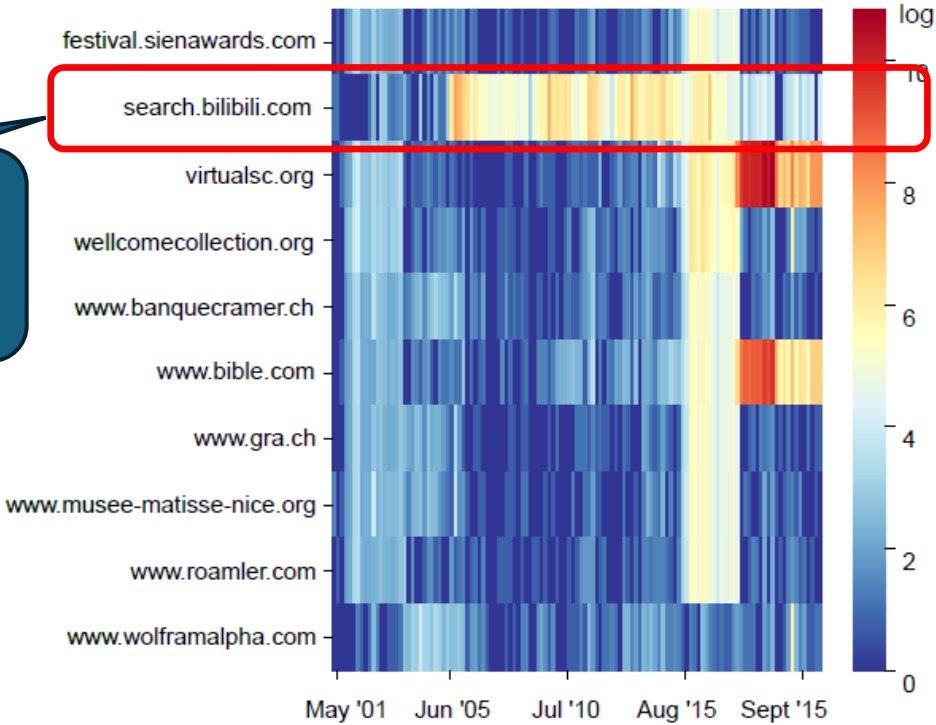 log
festival.sienawards.com
10
search.bilibili.com
virtualsc.org
8
wellcomecollection.org
www.banquecramer.ch
6
www.bible.com
www.gra.ch
4
www.musee-matisse-nice.org
2
www.roamler.com
www.wolframalpha.com
0
May '01 Jun '05 Jul '10 Aug '15 Sept '15